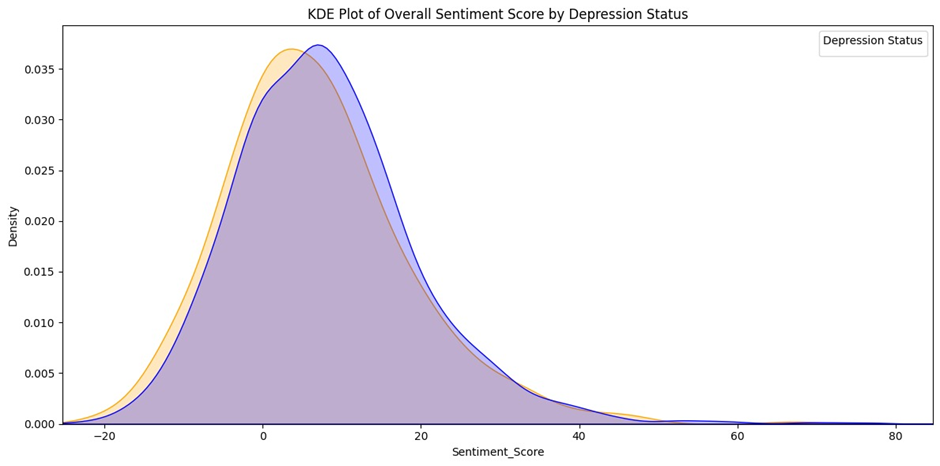 KDE Plot of Overall Sentiment Score by Depression Status
Depression Status
0.035
0.030
0.025
0.020
0.015
0.010
0.005
0.000
Density
−20 0 20 40 60 80
Sentiment_Score